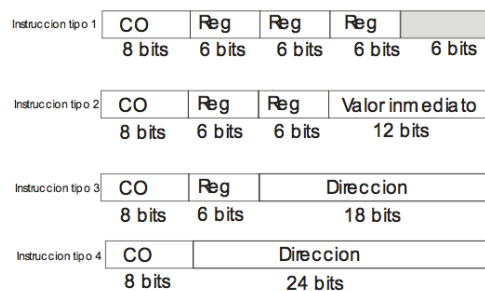 Instruccion tipo 1 CO Reg Reg Reg
8 bits 6 bits 6 bits 6 bits 6 bits
Instruccion tipo 2 CO Reg Reg Valor inmediato
8 bits 6 bits 6 bits 12 bits
Instruccion tipo 3 CO Reg Direccion
8 bits 6 bits 18 bits
Instruccion tipo 4 CO Direccion
8 bits 24 bits